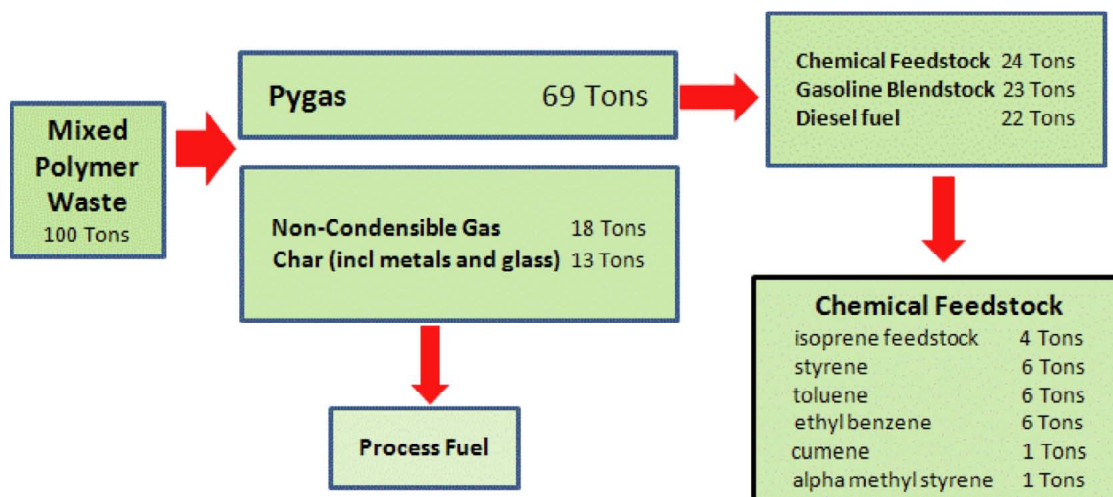 Mixed
Polymer
Waste
100 Tons
Pygas 69 Tons
Non-Condensible Gas 18 Tons
Char (incl metals and glass) 13 Tons
Process Fuel
Chemical Feedstock 24 Tons
Gasoline Blendstock 23 Tons
Diesel fuel 22 Tons
Chemical Feedstock
isoprene feedstock 4 Tons
styrene 6 Tons
toluene 6 Tons
ethyl benzene 6 Tons
cumene 1 Tons
alpha methyl styrene 1 Tons